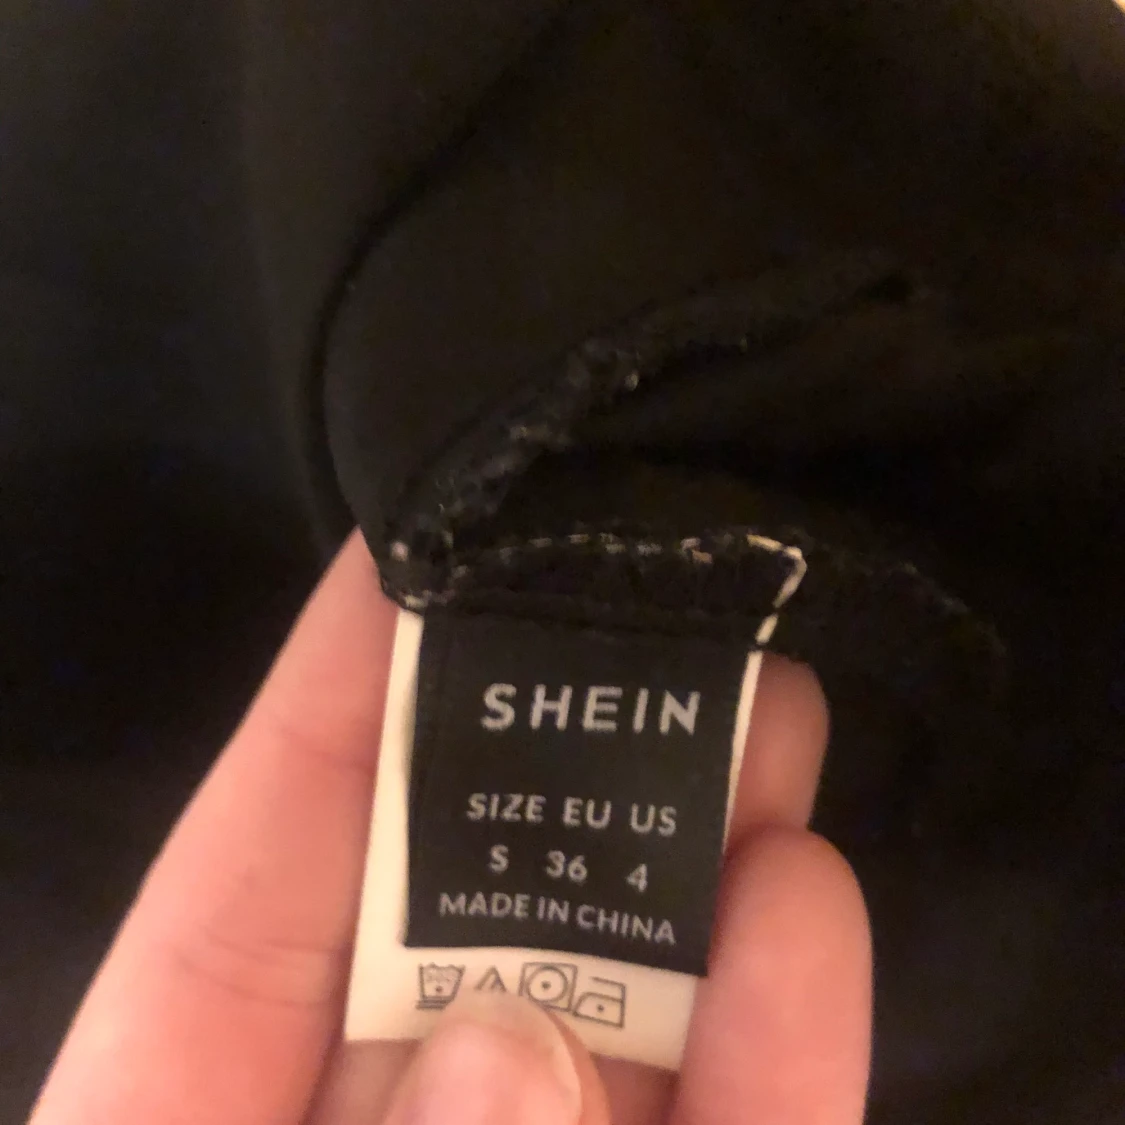 SHEIN
SIZE EU US
S 36 4
MADE IN CHINA